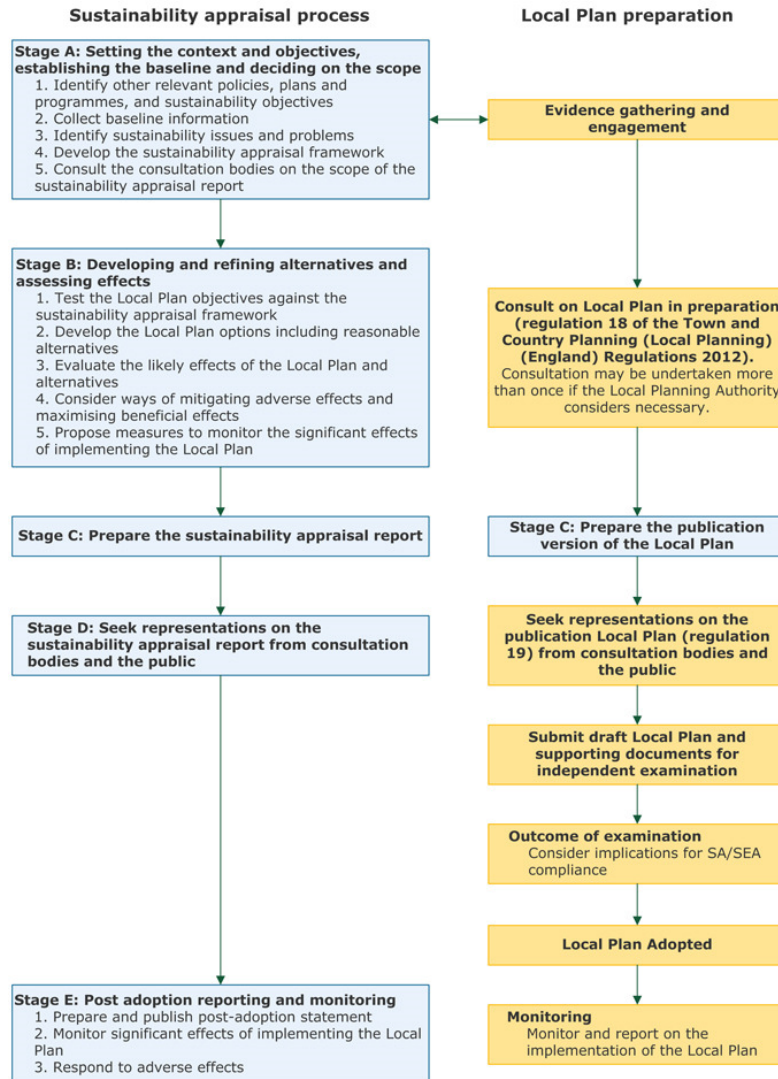 Sustainability appraisal process
Local Plan preparation
Stage A: Setting the context and objectives,
establishing the baseline and deciding on the scope
1. Identify other relevant policies, plans and
programmes, and sustainability objectives
2. Collect baseline information
3. Identify sustainability issues and problems
4. Develop the sustainability appraisal framework
5. Consult the consultation bodies on the scope of the
sustainability appraisal report
Evidence gathering and
engagement
Stage B: Developing and refining alternatives and
assessing effects
1. Test the Local Plan objectives against the
sustainability appraisal framework
2. Develop the Local Plan options including reasonable
alternatives
3. Evaluate the likely effects of the Local Plan and
alternatives
4. Consider ways of mitigating adverse effects and
maximising beneficial effects
5. Propose measures to monitor the significant effects
of implementing the Local Plan
Consult on Local Plan in preparation
(regulation 18 of the Town and
Country Planning (Local Planning)
(England) Regulations 2012).
Consultation may be undertaken more
than once if the Local Planning Authority
considers necessary.
Stage C: Prepare the sustainability appraisal report
Stage C: Prepare the publication
version of the Local Plan
Stage D: Seek representations on the
sustainability appraisal report from consultation
bodies and the public
Seek representations on the
publication Local Plan (regulation
19) from consultation bodies and
the public
Submit draft Local Plan and
supporting documents for
independent examination
Outcome of examination
Consider implications for SA/SEA
compliance
Local Plan Adopted
Stage E: Post adoption reporting and monitoring
1. Prepare and publish post-adoption statement
2. Monitor significant effects of implementing the Local
Plan
3. Respond to adverse effects
Monitoring
Monitor and report on the
implementation of the Local Plan